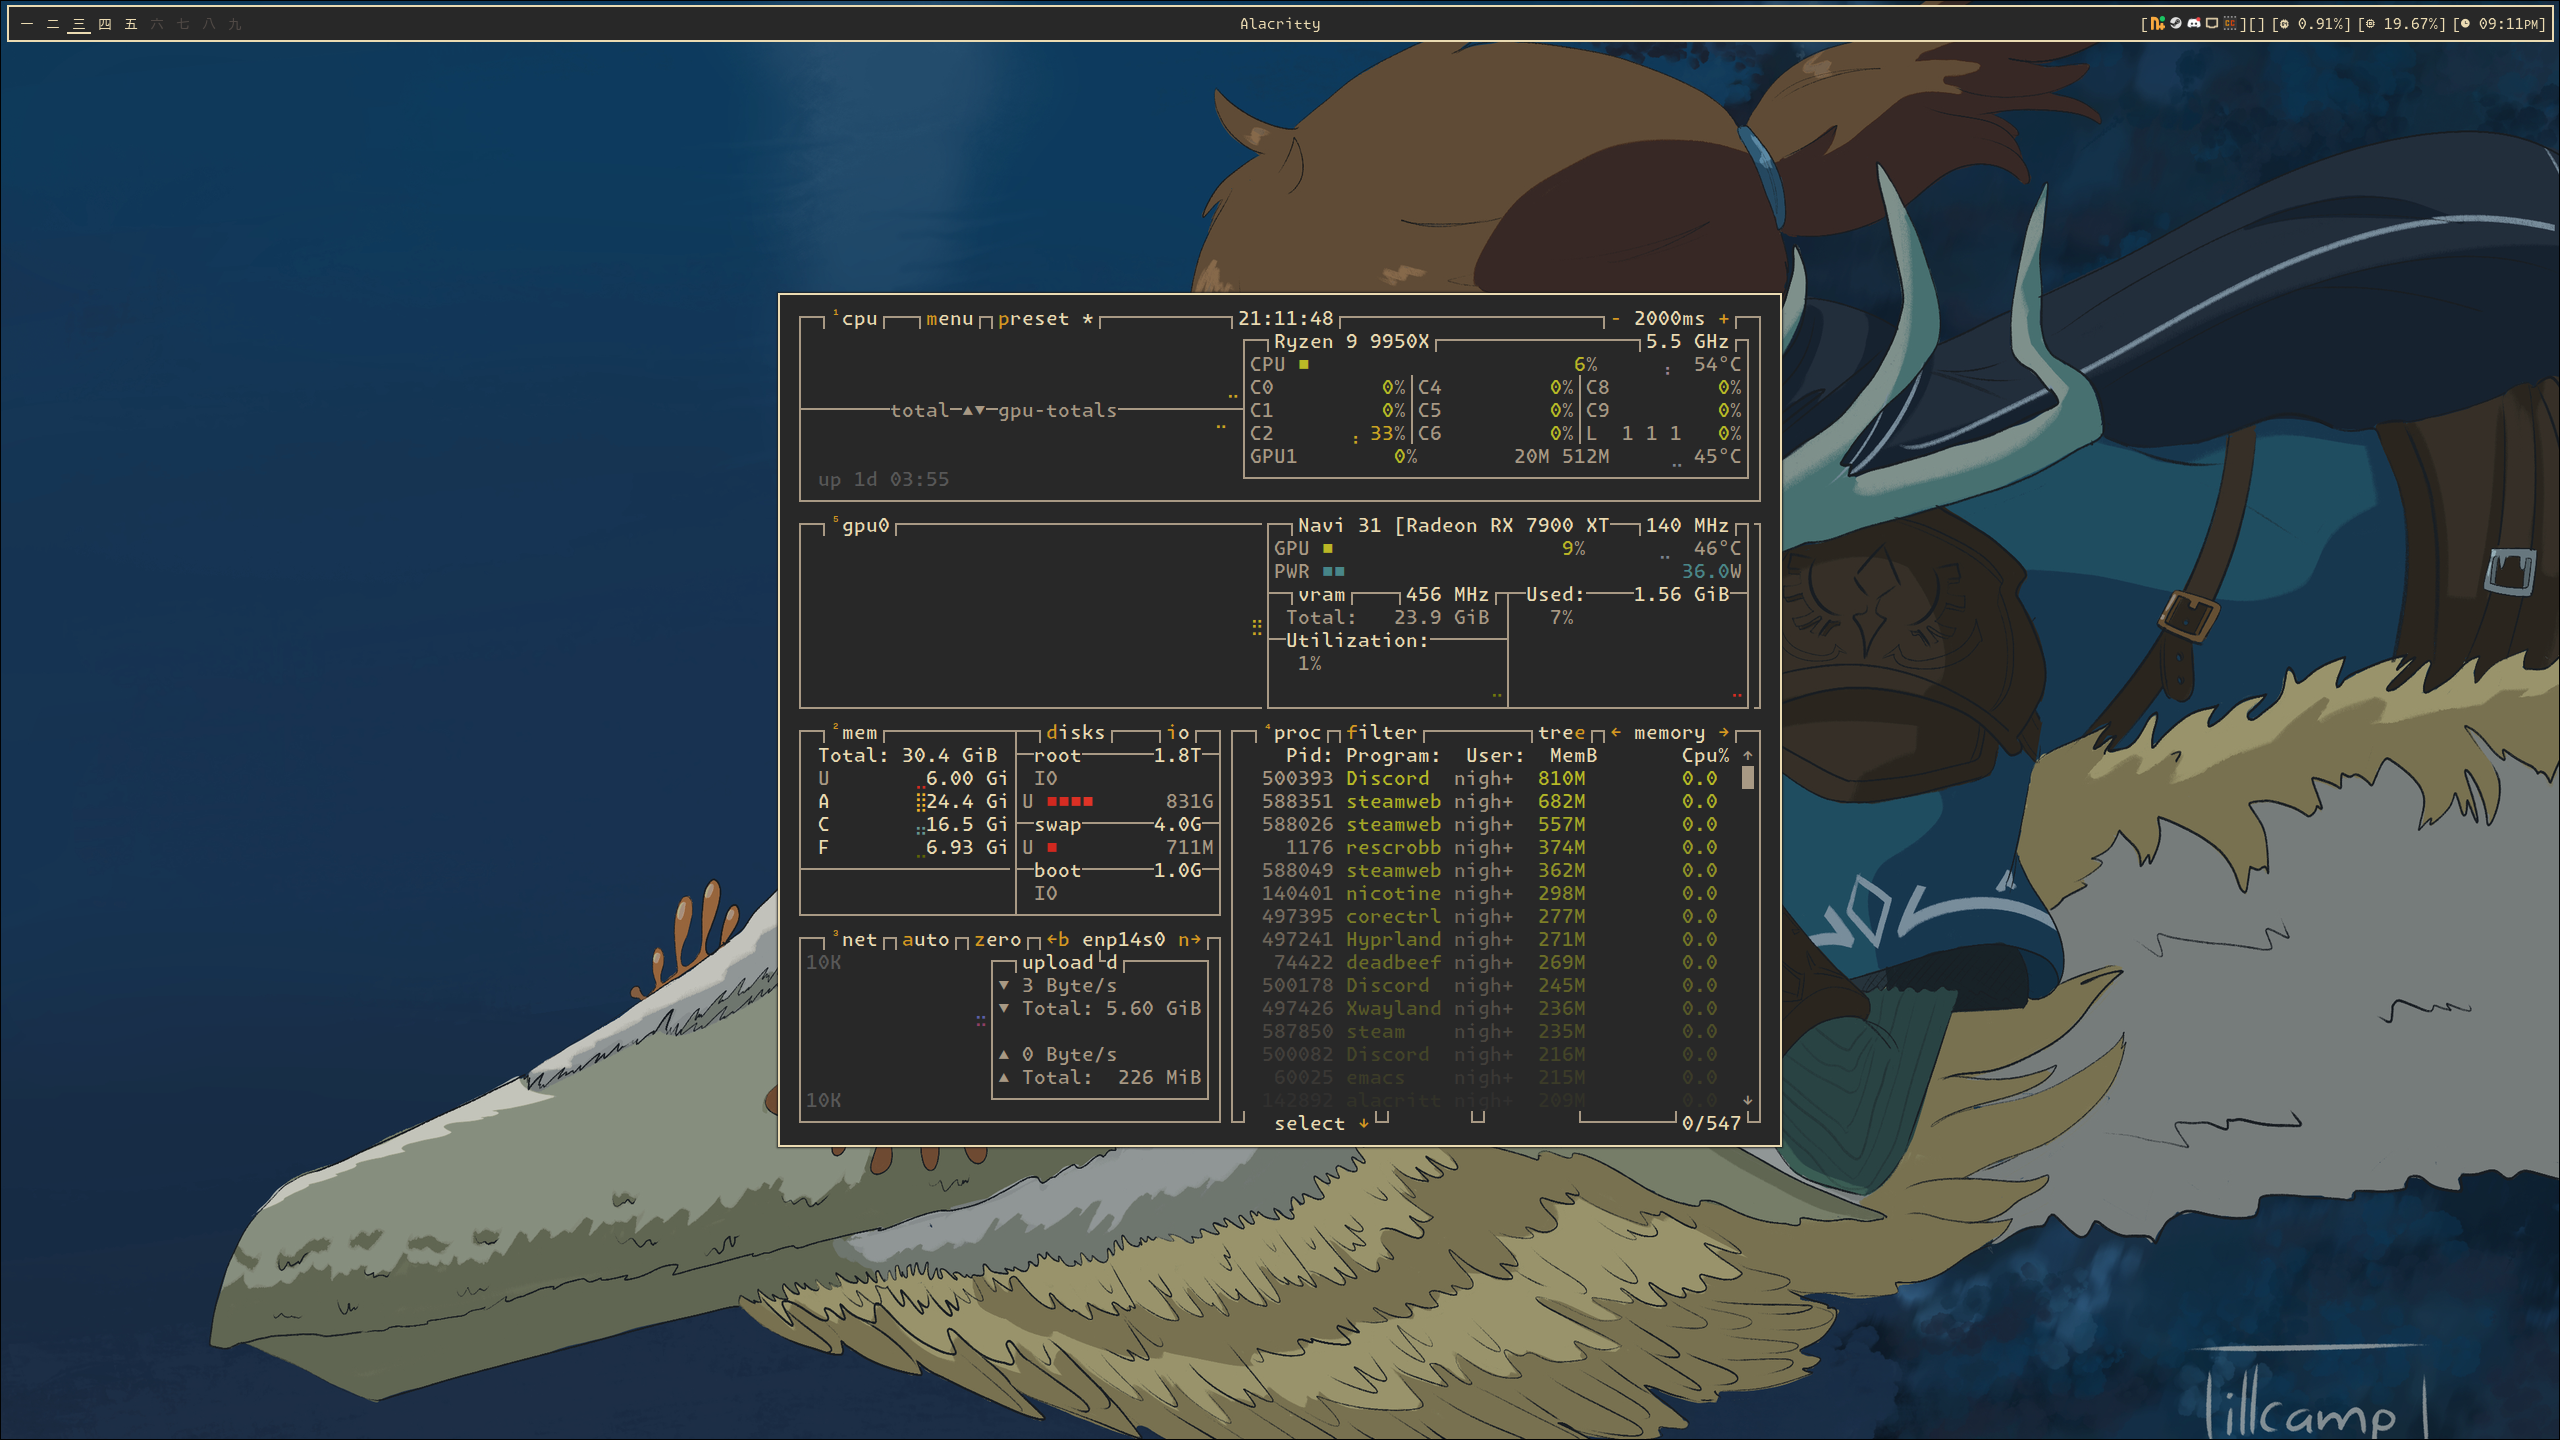 一 二 三 四 五 六 七 八 九
Alacritty
[ ][] [ 0.91%] [ 19.67%] [ 09:11PM]
¹cpu menu preset * 21:11:48 - 2000ms +
Ryzen 9 9950X 5.5 GHz
CPU ■ 6% 54°C
C0 0% C4 0% C8 0%
total ▲▼ gpu-totals
C1 0% C5 0% C9 0%
C2 33% C6 0% L 1 1 1 0%
GPU1 0% 20M 512M 45°C
up 1d 03:55
⁵gpu0
Navi 31 [Radeon RX 7900 XT 140 MHz
GPU ■ 9% 46°C
PWR ■■ 36.0W
vram 456 MHz Used: 1.56 GiB
Total: 23.9 GiB 7%
Utilization:
1%
²mem disks io
Total: 30.4 GiB root 1.8T
U 6.00 Gi IO
A 24.4 Gi U ■■■■ 831G
C 16.5 Gi swap 4.0G
F 6.93 Gi U ■ 711M
boot 1.0G
IO
³net auto zero ←b enp14s0 n→
10K upload d
▼ 3 Byte/s
▼ Total: 5.60 GiB
▲ 0 Byte/s
▲ Total: 226 MiB
10K
⁴proc filter tree ← memory →
Pid: Program: User: MemB Cpu% ↑
500393 Discord nigh+ 810M 0.0
588351 steamweb nigh+ 682M 0.0
588026 steamweb nigh+ 557M 0.0
1176 rescrobb nigh+ 374M 0.0
588049 steamweb nigh+ 362M 0.0
140401 nicotine nigh+ 298M 0.0
497395 corectrl nigh+ 277M 0.0
497241 Hyprland nigh+ 271M 0.0
74422 deadbeef nigh+ 269M 0.0
500178 Discord nigh+ 245M 0.0
497426 Xwayland nigh+ 236M 0.0
587850 steam nigh+ 235M 0.0
500082 Discord nigh+ 216M 0.0
60025 emacs nigh+ 215M 0.0
142892 alacritt nigh+ 209M 0.0 ↓
select ↓ 0/547
illcamp